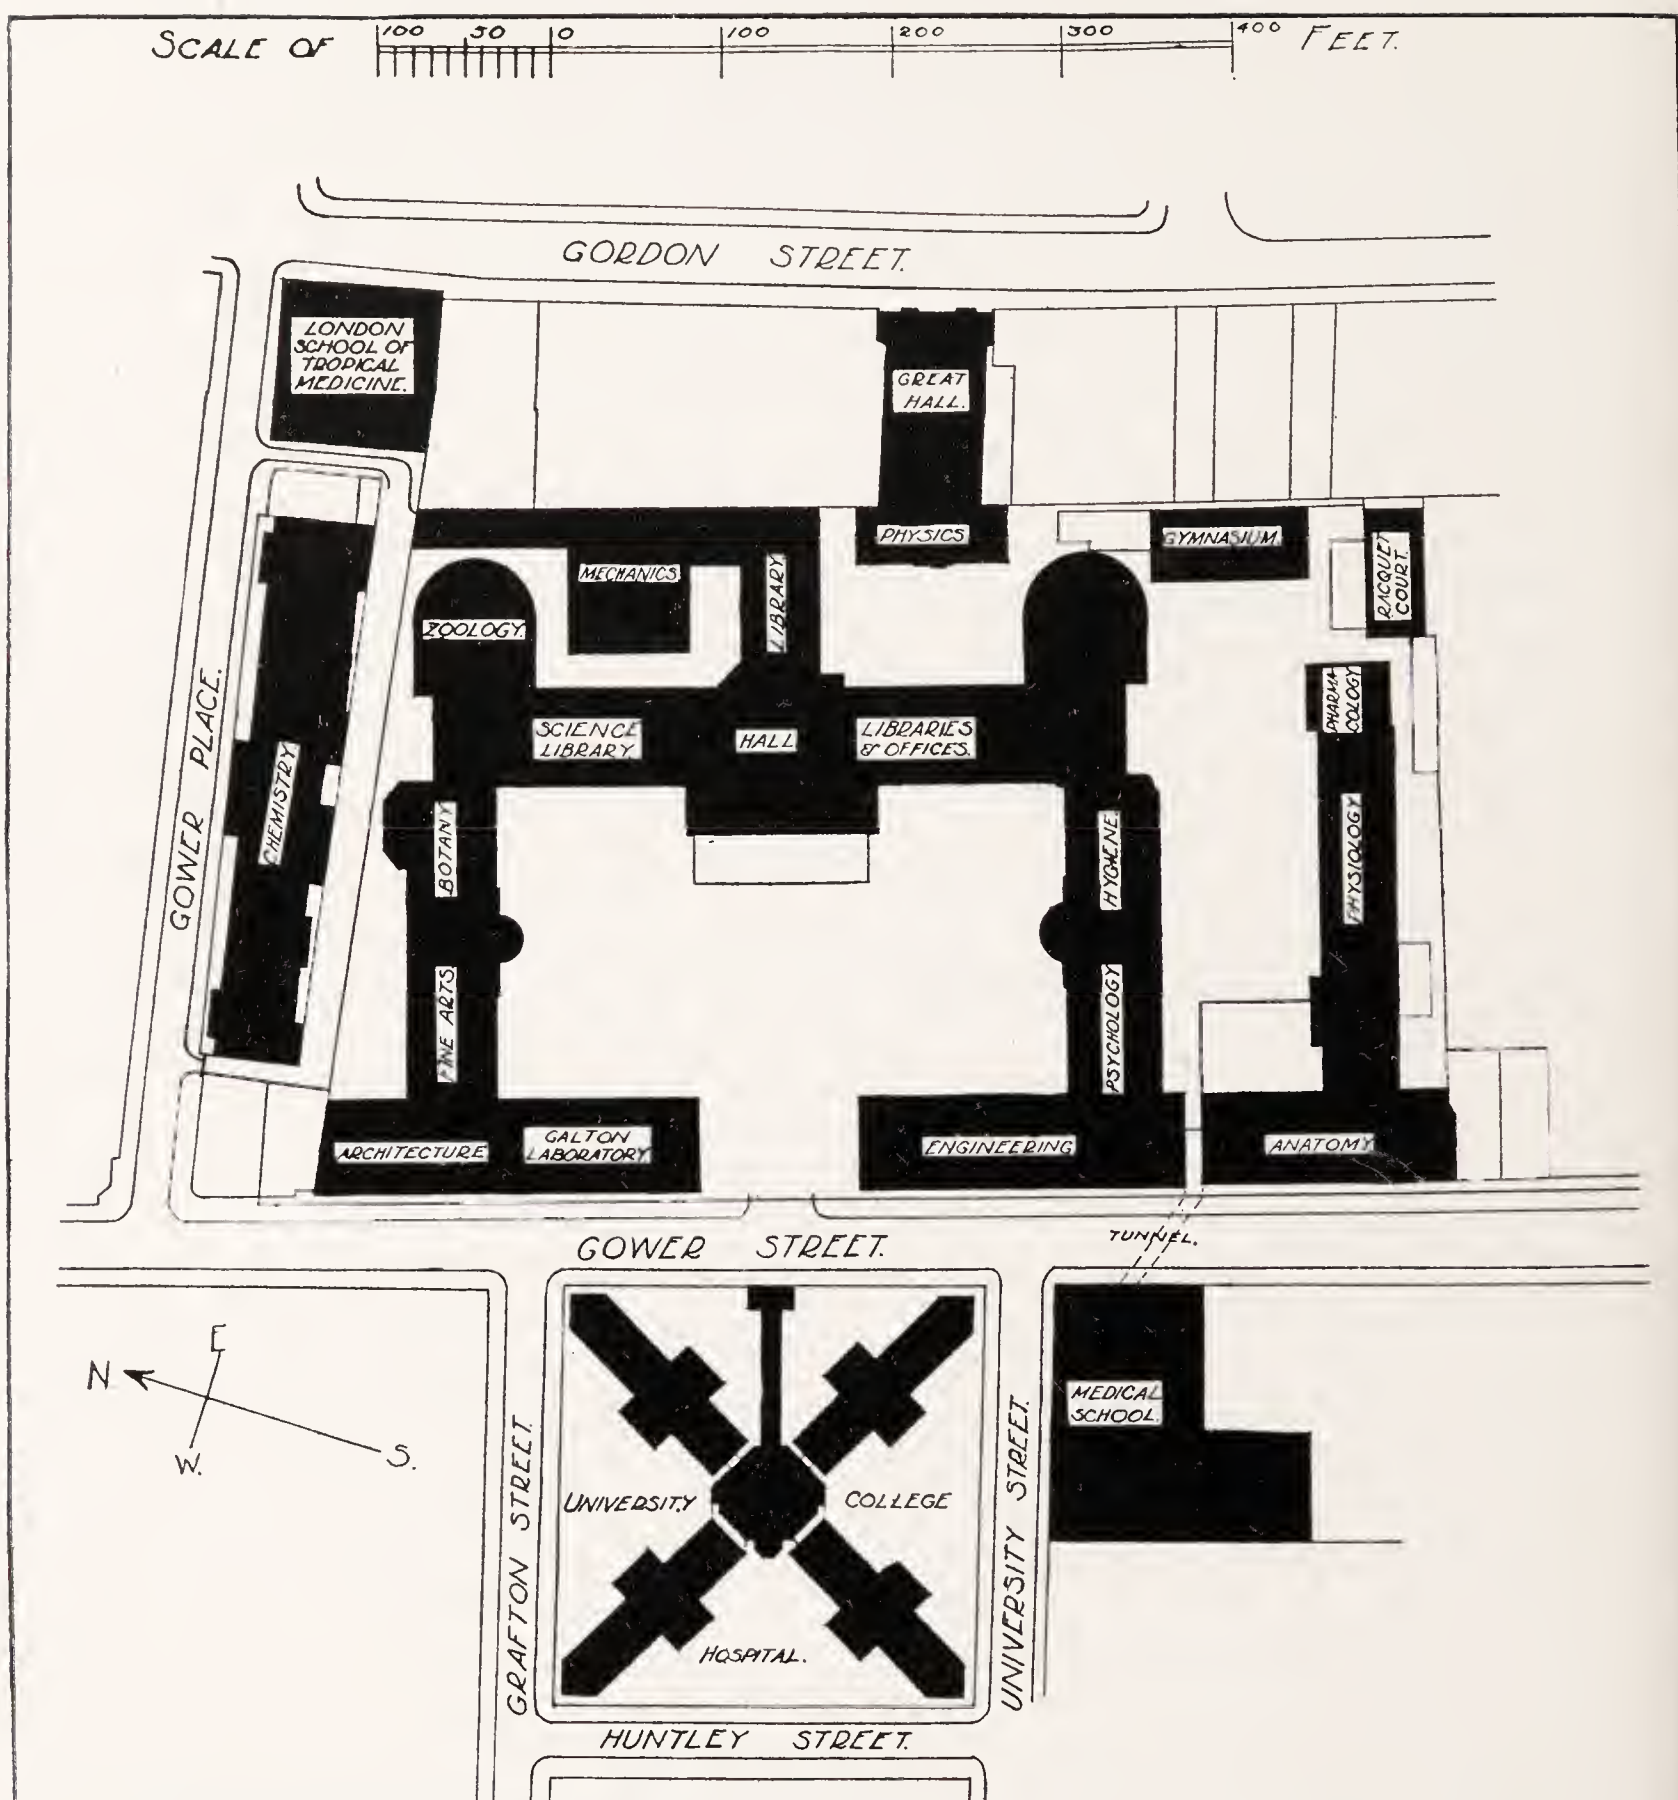 SCALE OF 100 50 0 100 200 300 400 FEET.
GORDON STREET.
LONDON
SCHOOL OF
TROPICAL
MEDICINE.
GREAT
HALL.
PHYSICS
GYMNASIUM.
RACQUET
COURT.
MECHANICS
LIBRARY
ZOOLOGY.
PHARMA
COLOGY.
SCIENCE
LIBRARY.
HALL
LIBRARIES
& OFFICES.
GOWER PLACE.
CHEMISTRY
BOTANY
HYGIENE.
PHYSIOLOGY
FINE ARTS
PSYCHOLOGY
ARCHITECTURE
GALTON
LABORATORY
ENGINEERING
ANATOMY
GOWER STREET.
TUNNEL.
N
E
W.
S.
MEDICAL
SCHOOL.
GRAFTON STREET.
UNIVERSITY COLLEGE
HOSPITAL.
UNIVERSITY STREET.
HUNTLEY STREET.